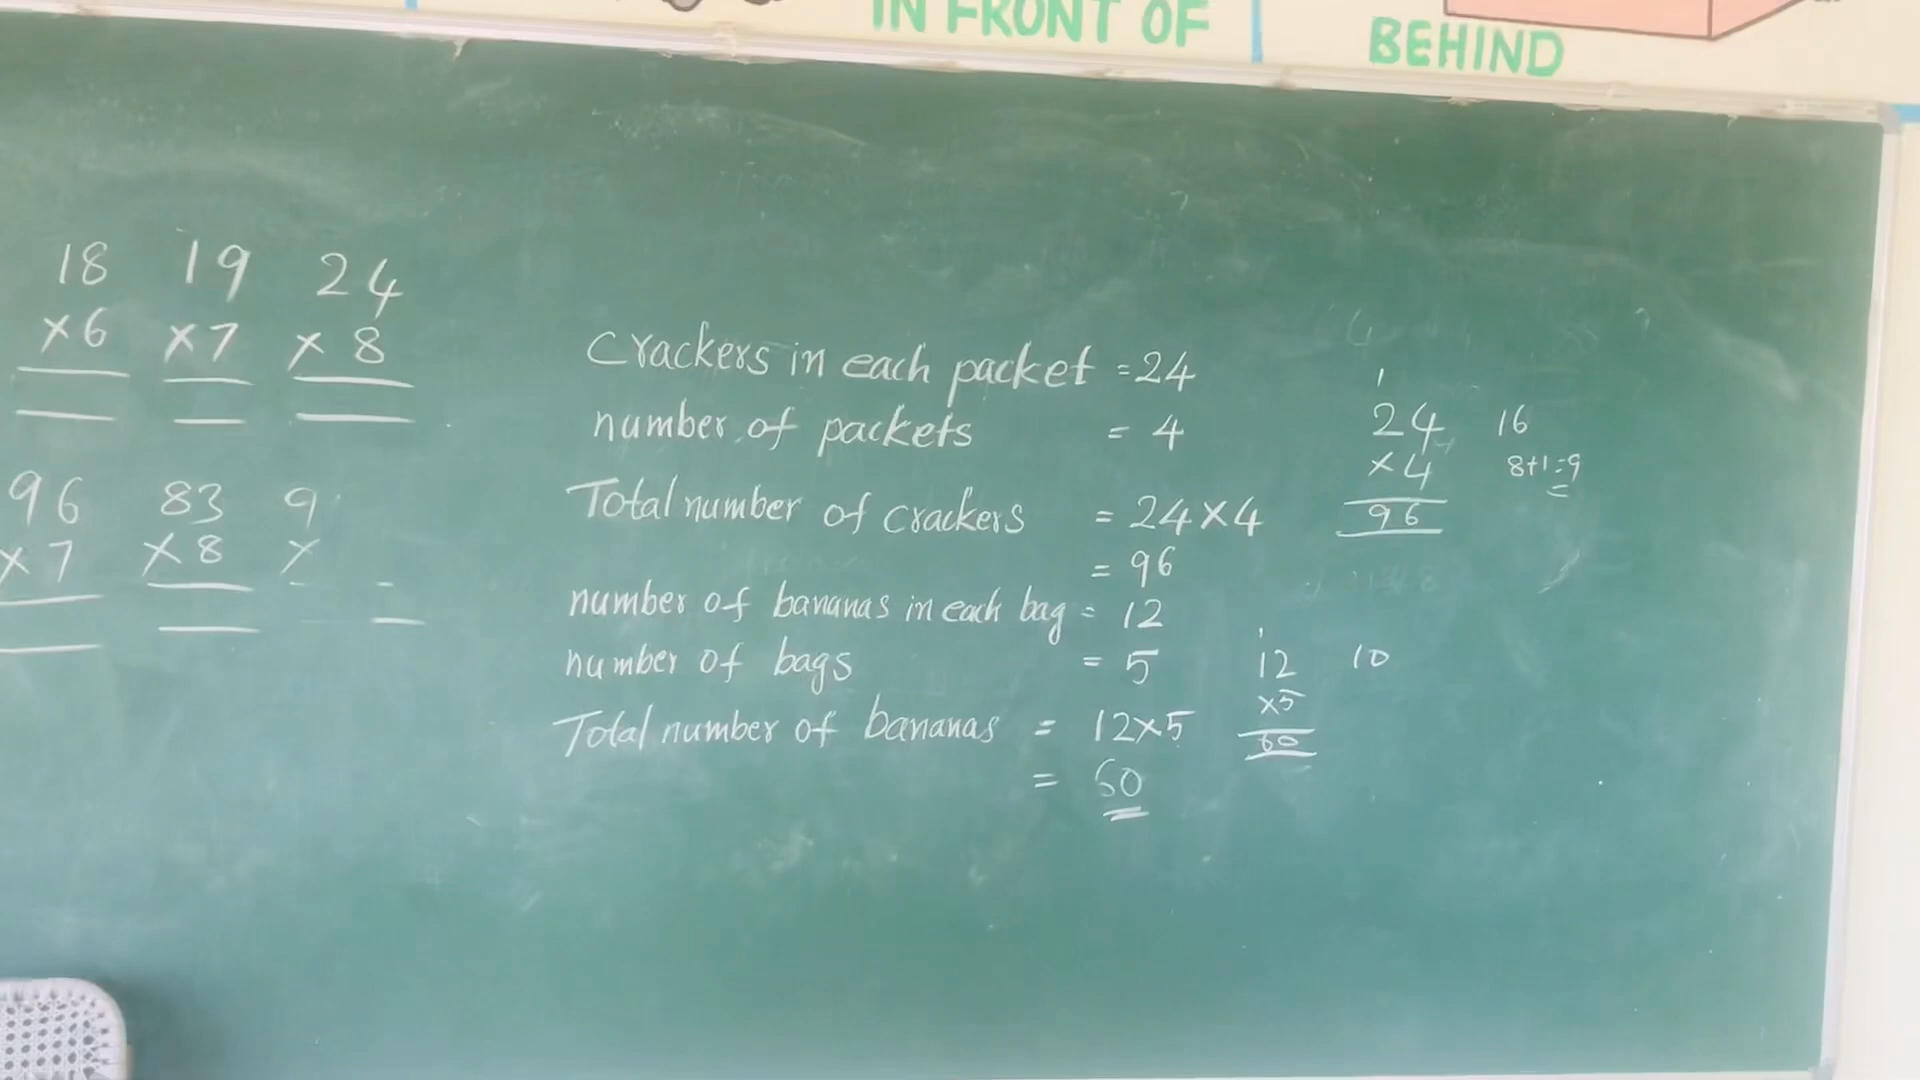 IN FRONT OF
BEHIND
18 19 24
×6 ×7 × 8
96 83 9
×7 ×8 ×
Crackers in each packet = 24
number of packets = 4
Total number of crackers = 24×4
= 96
number of bananas in each bag = 12
number of bags = 5
Total number of bananas = 12×5
= 60
1
24 16
×4 8+1=9
96
1
12 10
×5
60